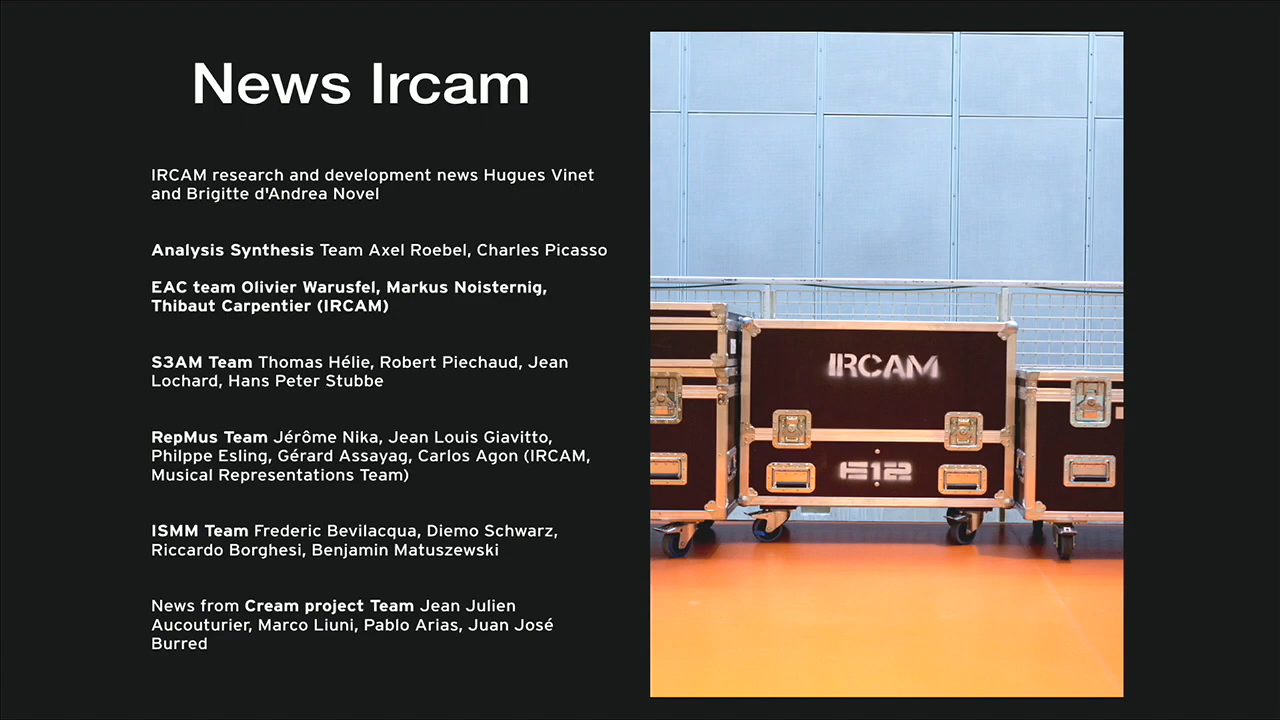 News Ircam
IRCAM research and development news Hugues Vinet
and Brigitte d'Andrea Novel
Analysis Synthesis Team Axel Roebel, Charles Picasso
EAC team Olivier Warusfel, Markus Noisternig,
Thibaut Carpentier (IRCAM)
S3AM Team Thomas Hélie, Robert Piechaud, Jean
Lochard, Hans Peter Stubbe
RepMus Team Jérôme Nika, Jean Louis Giavitto,
Philppe Esling, Gérard Assayag, Carlos Agon (IRCAM,
Musical Representations Team)
ISMM Team Frederic Bevilacqua, Diemo Schwarz,
Riccardo Borghesi, Benjamin Matuszewski
News from Cream project Team Jean Julien
Aucouturier, Marco Liuni, Pablo Arias, Juan José
Burred
IRCAM
E12